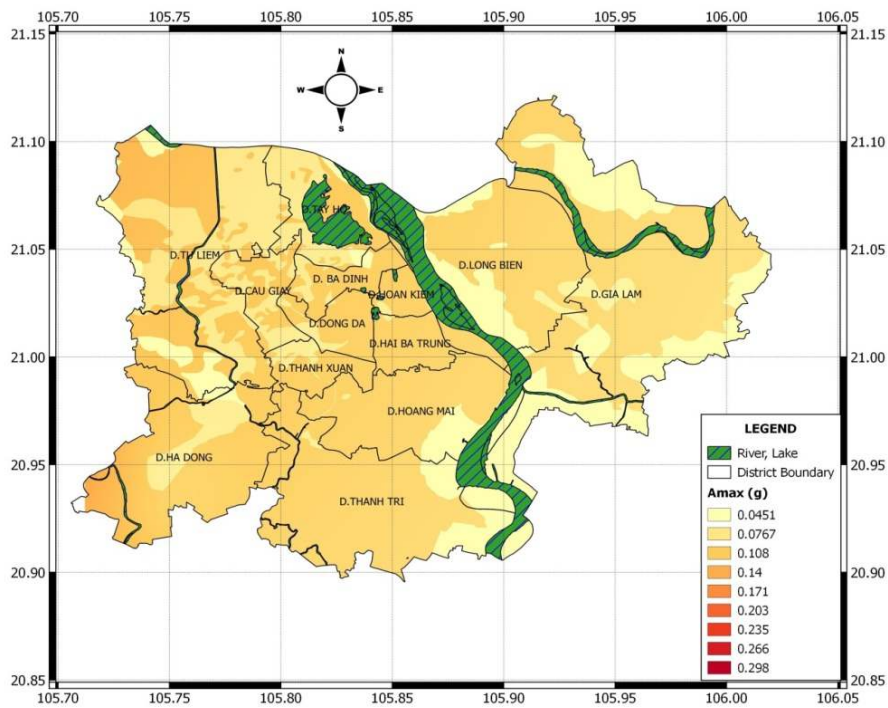 105.70 105.75 105.80 105.85 105.90 105.95 106.00 106.05
21.15 21.15
N
W E
S
21.10 21.10
D.TAY HO
21.05 21.05
D.TU LIEM
D.LONG BIEN
D. BA DINH
D.CAU GIAY
D.HOAN KIEM
D.GIA LAM
D.DONG DA
D.HAI BA TRUNG
21.00 21.00
D.THANH XUAN
D.HOANG MAI
LEGEND
River, Lake
District Boundary
Amax (g)
0.0451
0.0767
0.108
0.14
0.171
0.203
0.235
0.266
0.298
D.HA DONG
20.95 20.95
D.THANH TRI
20.90 20.90
20.85 20.85
105.70 105.75 105.80 105.85 105.90 105.95 106.00 106.05